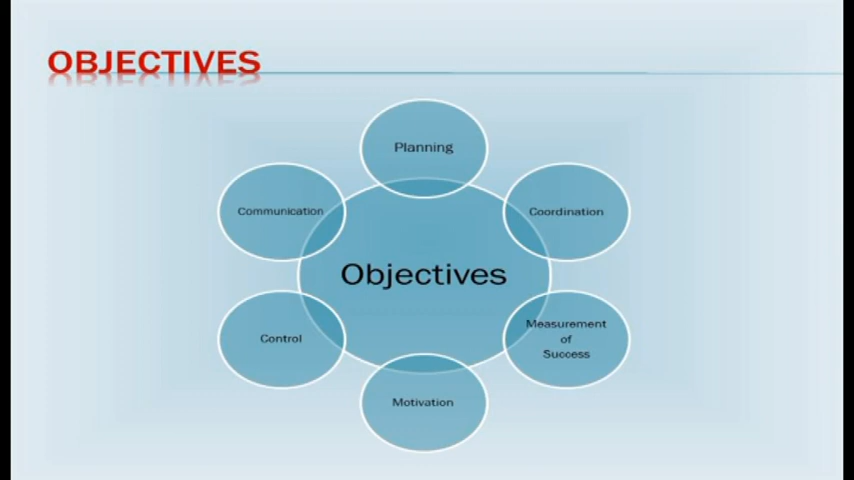 OBJECTIVES
Planning
Communication
Coordination
Objectives
Control
Measurement
of
Success
Motivation